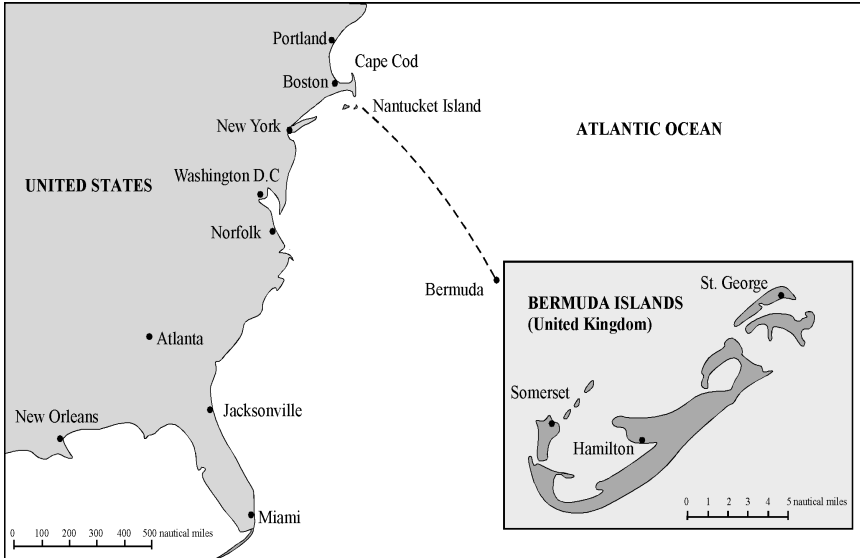 Portland
Cape Cod
Boston
Nantucket Island
New York
ATLANTIC OCEAN
Washington D.C
UNITED STATES
Norfolk
Bermuda
St. George
BERMUDA ISLANDS
(United Kingdom)
Atlanta
Somerset
Jacksonville
New Orleans
Hamilton
0 1 2 3 4 5 nautical miles
Miami
0 100 200 300 400 500 nautical miles